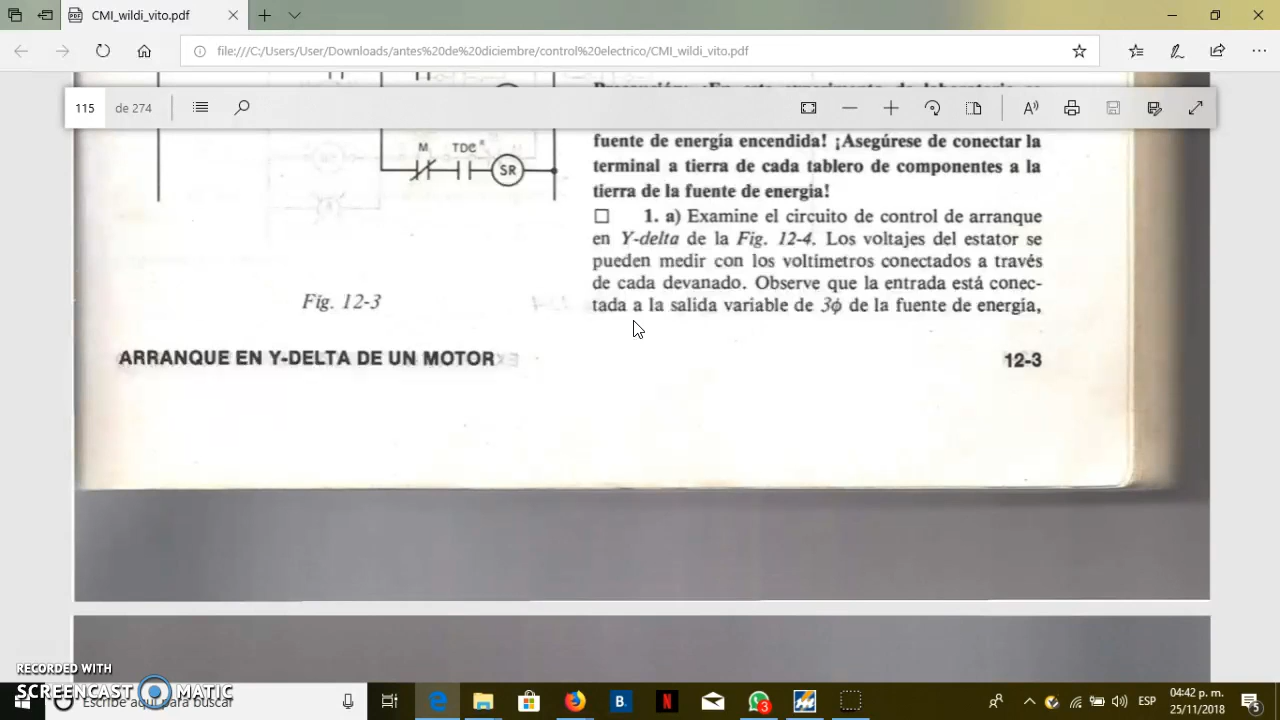 CMI_wildi_vito.pdf
file:///C:/Users/User/Downloads/antes%20de%20diciembre/control%20electrico/CMI_wildi_vito.pdf
115 de 274
M TDC
SR
Fig. 12-3
fuente de energía encendida! ¡Asegúrese de conectar la
terminal a tierra de cada tablero de componentes a la
tierra de la fuente de energía!
☐ 1. a) Examine el circuito de control de arranque
en Y-delta de la Fig. 12-4. Los voltajes del estator se
pueden medir con los voltímetros conectados a través
de cada devanado. Observe que la entrada está conec-
tada a la salida variable de 3ϕ de la fuente de energía,
ARRANQUE EN Y-DELTA DE UN MOTOR
12-3
RECORDED WITH
SCREENCAST MATIC
Escribe aquí para buscar
B.
N
3
ESP
04:42 p. m.
25/11/2018
5